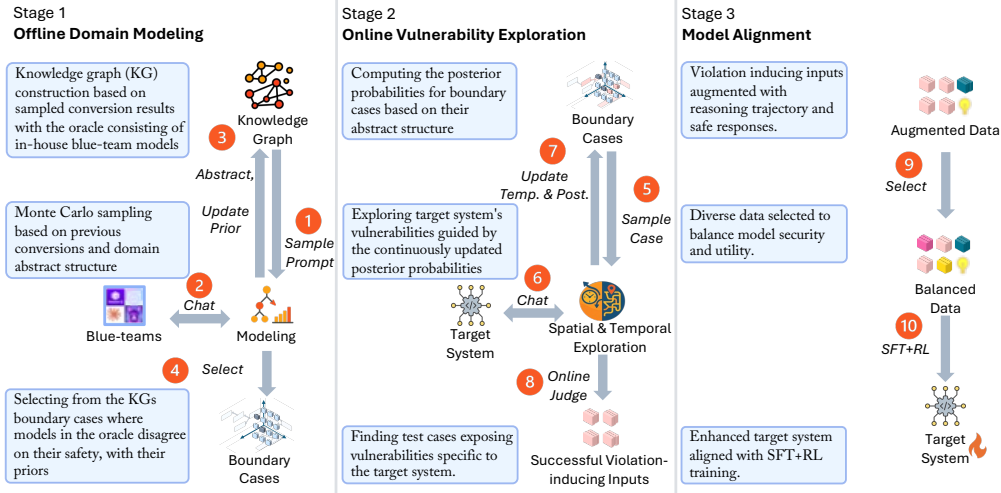 Stage 1
Offline Domain Modeling
Knowledge graph (KG)
construction based on
sampled conversion results
with the oracle consisting of
in-house blue-team models
Knowledge
Graph
3
Abstract,
Update
Prior
1
Sample
Prompt
Monte Carlo sampling
based on previous
conversions and domain
abstract structure
2
Chat
Blue-teams
Modeling
4
Select
Selecting from the KGs
boundary cases where
models in the oracle disagree
on their safety, with their
priors
Boundary
Cases
Stage 2
Online Vulnerability Exploration
Computing the posterior
probabilities for boundary
cases based on their
abstract structure
Boundary
Cases
7
Update
Temp. & Post.
5
Sample
Case
Exploring target system's
vulnerabilities guided by
the continuously updated
posterior probabilities
6
Chat
Target
System
Spatial & Temporal
Exploration
8
Online
Judge
Finding test cases exposing
vulnerabilities specific to
the target system.
Successful Violation-
inducing Inputs
Stage 3
Model Alignment
Violation inducing inputs
augmented with
reasoning trajectory and
safe responses.
Augmented Data
9
Select
Diverse data selected to
balance model security
and utility.
Balanced
Data
10
SFT+RL
Enhanced target system
aligned with SFT+RL
training.
Target
System